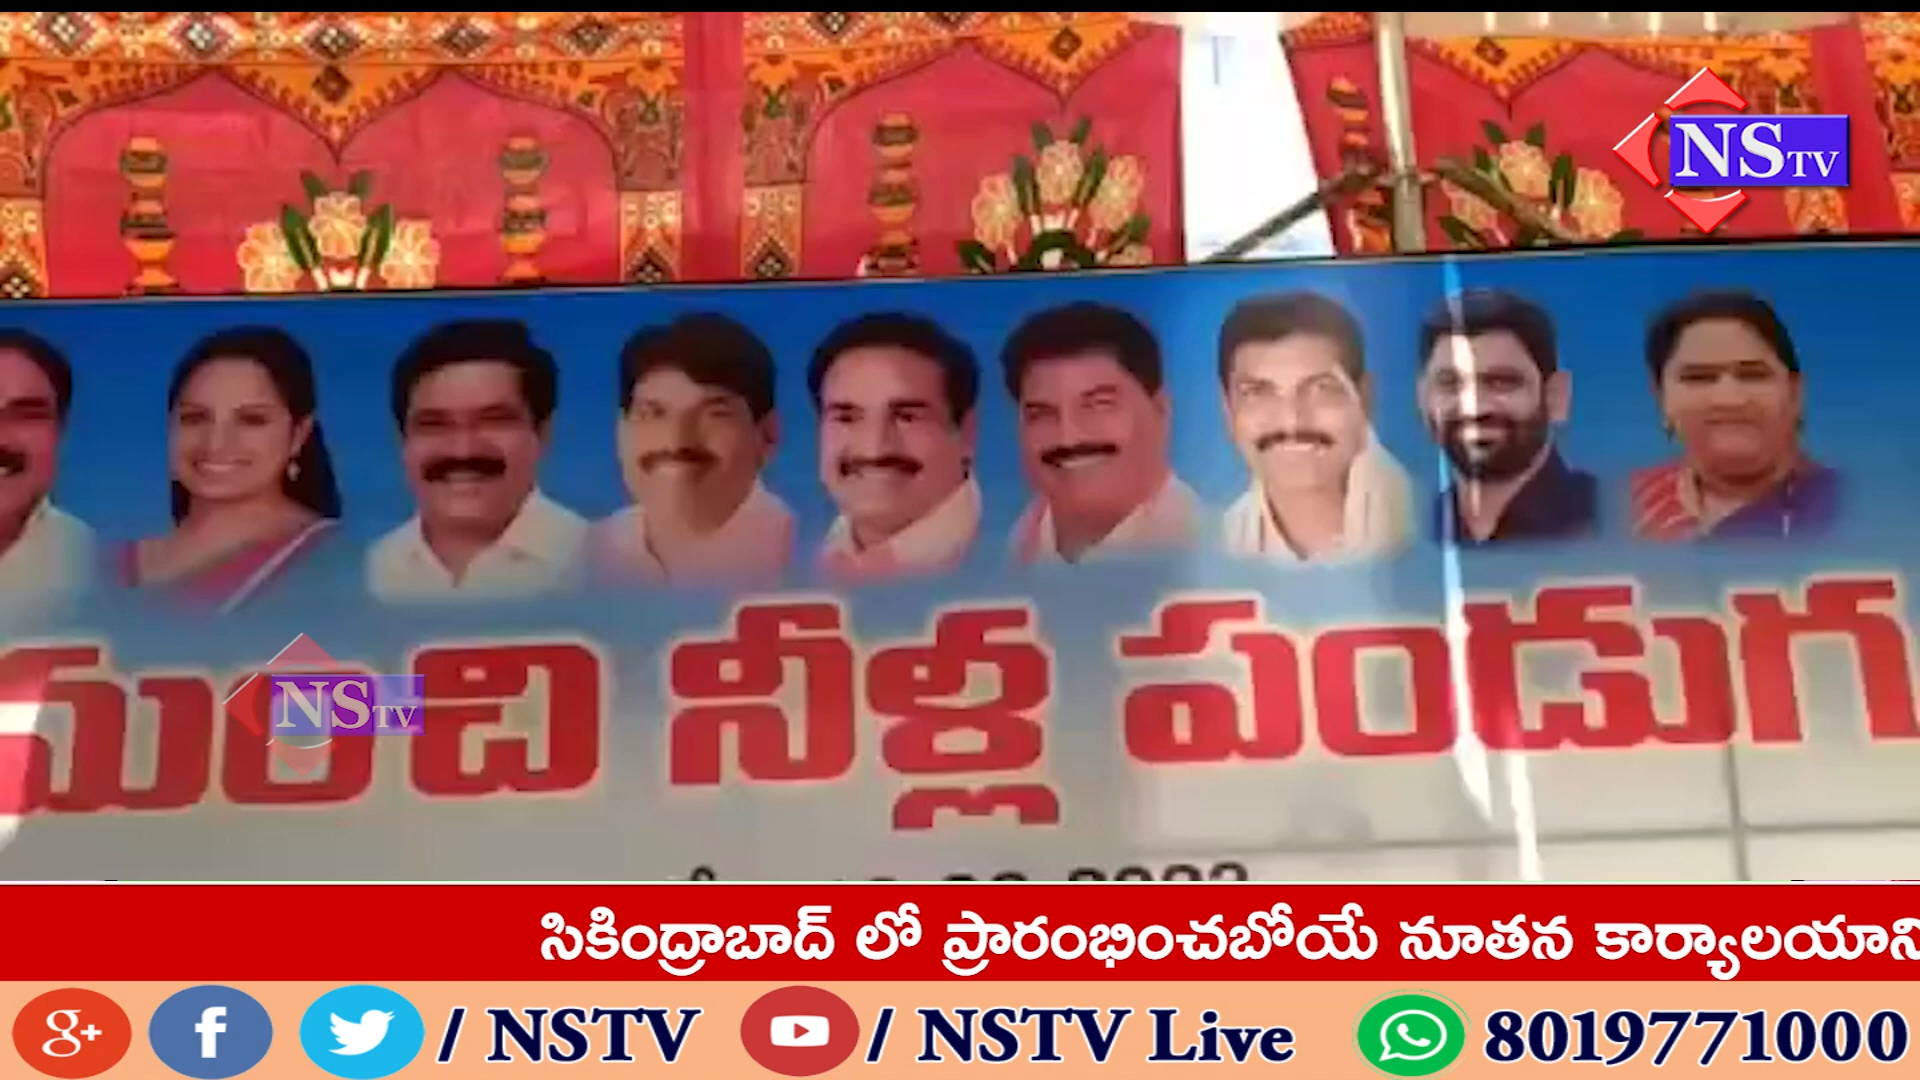 NSTV
మంచి నీళ్ల పండుగ
NSTV
సికింద్రాబాద్ లో ప్రారంభించబోయే నూతన కార్యాలయాని
g+ f / NSTV / NSTV Live 8019771000